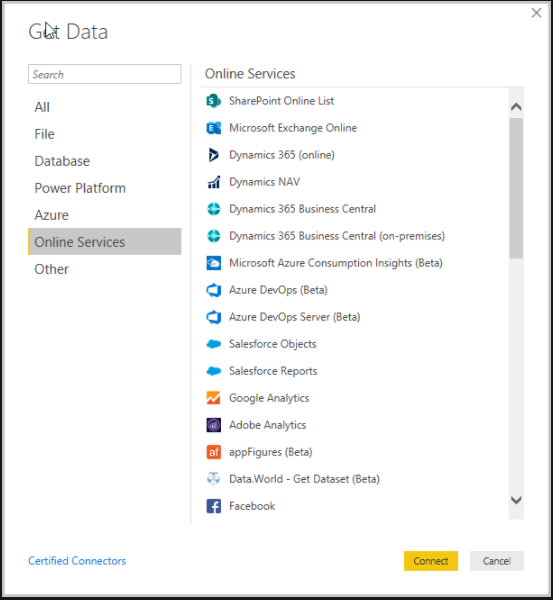 Get Data
Search
All
File
Database
Power Platform
Azure
Online Services
Other
Online Services
SharePoint Online List
Microsoft Exchange Online
Dynamics 365 (online)
Dynamics NAV
Dynamics 365 Business Central
Dynamics 365 Business Central (on-premises)
Microsoft Azure Consumption Insights (Beta)
Azure DevOps (Beta)
Azure DevOps Server (Beta)
Salesforce Objects
Salesforce Reports
Google Analytics
Adobe Analytics
appFigures (Beta)
Data.World - Get Dataset (Beta)
Facebook
Certified Connectors
Connect
Cancel